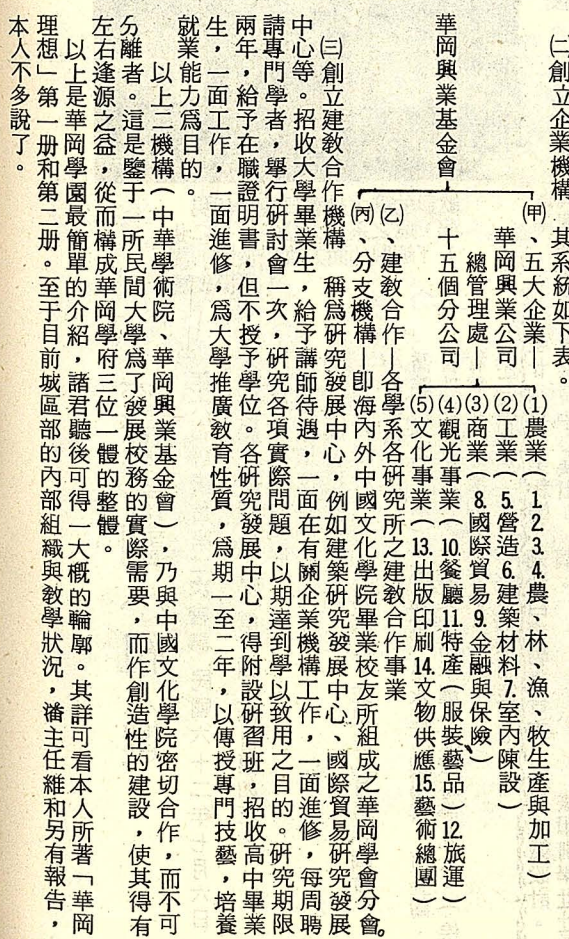 ㈡創立企業機構 其系統如下表。
華岡興業基金會
㈠甲、五大企業—
華岡興業公司
總管理處—
十五個分公司
(1)農業(1.2.3.4.農、林、漁、牧生產與加工)
(2)工業(5.營造6.建築材料7.室內陳設)
(3)商業(8.國際貿易9.金融與保險)
(4)觀光事業(10.餐廳11.特產(服裝藝品)12.旅運)
(5)文化事業(13.出版印刷14.文物供應15.藝術總團)
(乙)、建教合作—各學系各研究所之建教合作事業
(丙)、分支機構—卽海內外中國文化學院畢業校友所組成之華岡學會分會。
㈢創立建教合作機構 稱爲研究發展中心,例如建築研究發展中心、國際貿易研究發展
中心等。招收大學畢業生,給予講師待遇,一面在有關企業機構工作,一面進修,每周聘
請專門學者,舉行研討會一次,研究各項實際問題,以期達到學以致用之目的。研究期限
兩年,給予在職證明書,但不授予學位。各研究發展中心,得附設研習班,招收高中畢業
生,一面工作,一面進修,爲大學推廣教育性質,爲期一至二年,以傳授專門技藝,培養
就業能力爲目的。
以上二機構(中華學術院、華岡興業基金會),乃與中國文化學院密切合作,而不可
分離者。這是鑒于一所民間大學爲了發展校務的實際需要,而作創造性的建設,使其得有
左右逢源之益,從而構成華岡學府三位一體的整體。
以上是華岡學園最簡單的介紹,諸君聽後可得一大概的輪廓。其詳可看本人所著「華岡
理想」第一册和第二册。至于目前城區部的內部組織與教學狀況,潘主任維和另有報告,
本人不多說了。